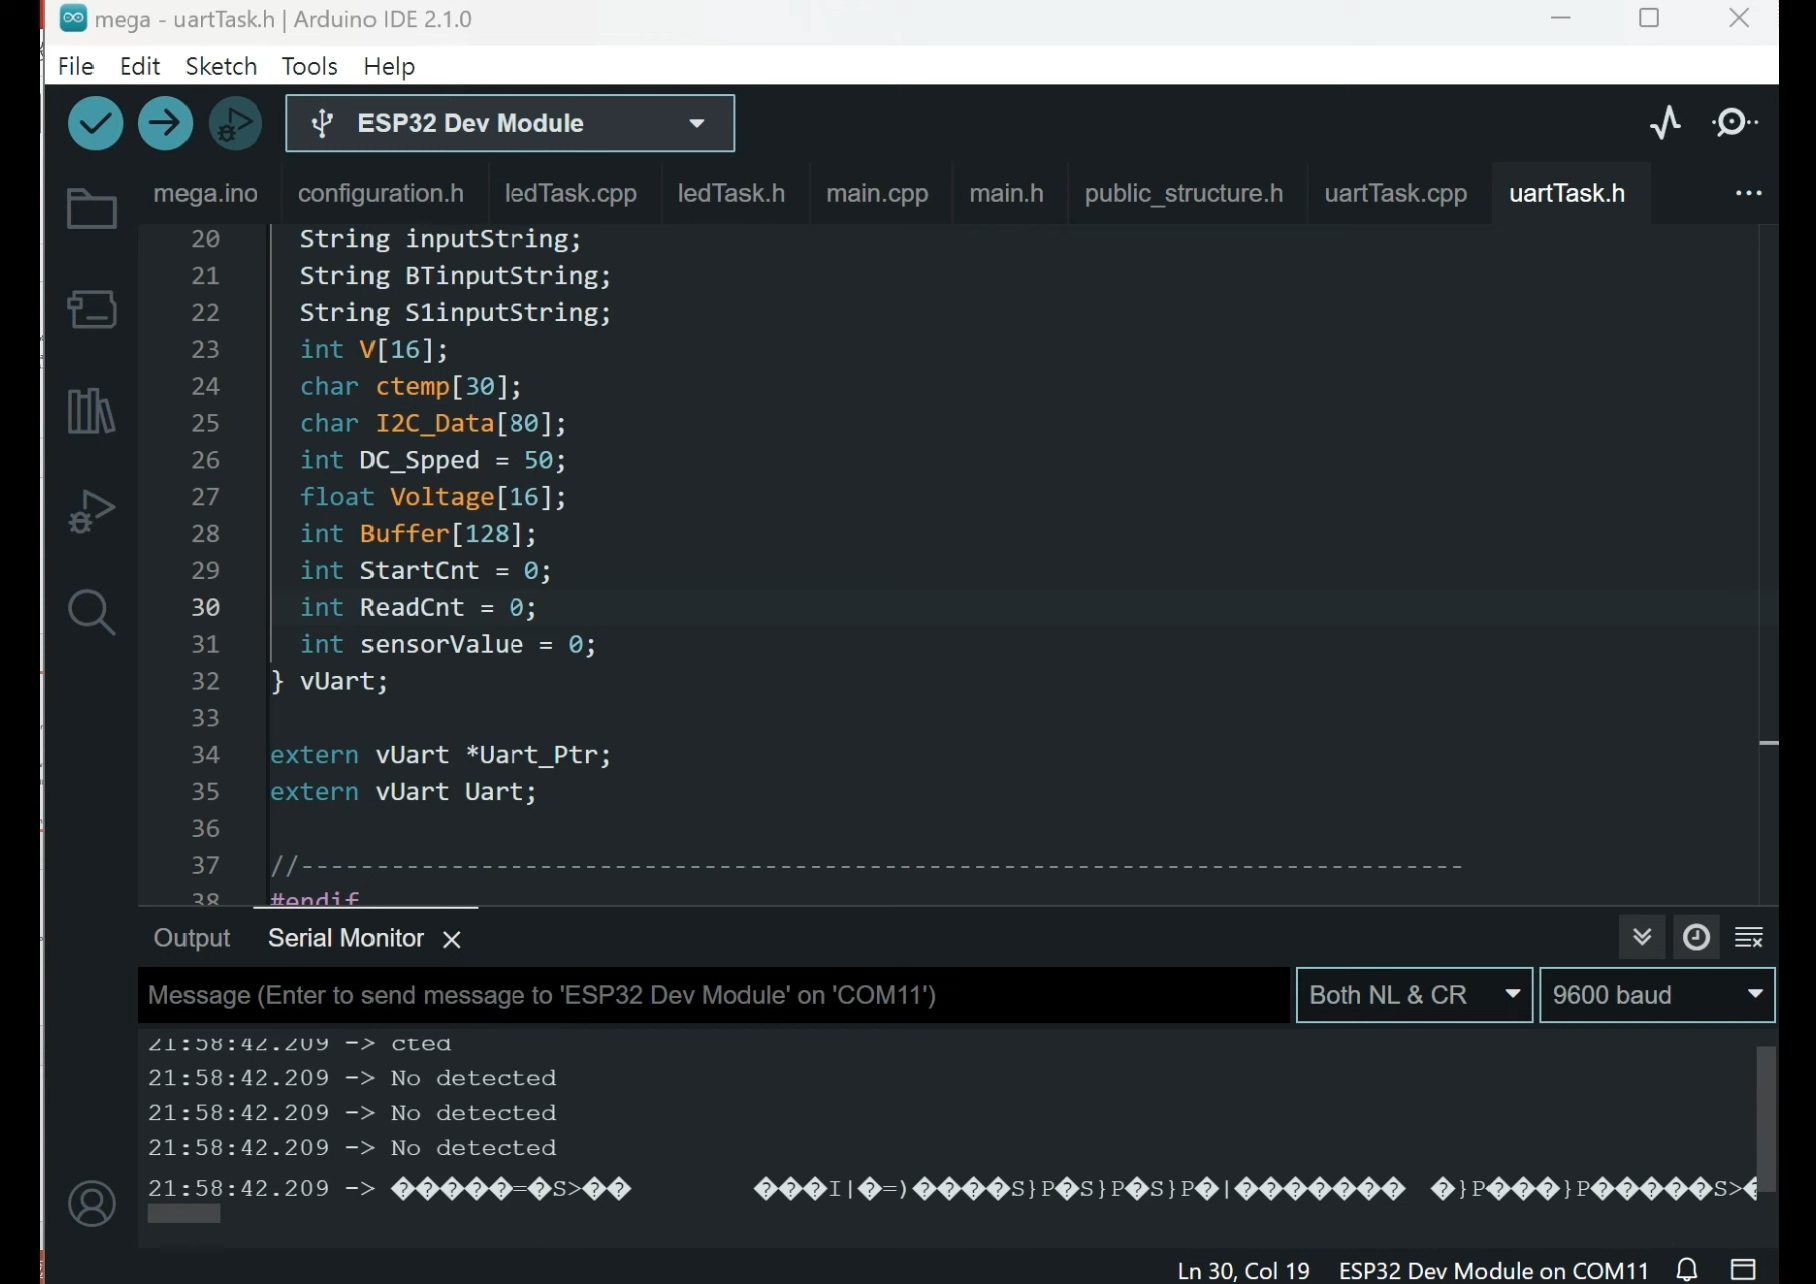 mega - uartTask.h | Arduino IDE 2.1.0
File Edit Sketch Tools Help
ESP32 Dev Module
mega.ino configuration.h ledTask.cpp ledTask.h main.cpp main.h public_structure.h uartTask.cpp uartTask.h ...
20 String inputString;
21 String BTinputString;
22 String S1inputString;
23 int V[16];
24 char ctemp[30];
25 char I2C_Data[80];
26 int DC_Spped = 50;
27 float Voltage[16];
28 int Buffer[128];
29 int StartCnt = 0;
30 int ReadCnt = 0;
31 int sensorValue = 0;
32 } vUart;
33
34 extern vUart *Uart_Ptr;
35 extern vUart Uart;
36
37 //------------------------------------------------------------------------------
38 #endif
Output Serial Monitor
Message (Enter to send message to 'ESP32 Dev Module' on 'COM11') Both NL & CR 9600 baud
21:58:42.209 -> cted
21:58:42.209 -> No detected
21:58:42.209 -> No detected
21:58:42.209 -> No detected
21:58:42.209 -> �����=�S>�� ���I|�=)����S}P�S}P�S}P�|������� �}P���}P�����S>�
Ln 30, Col 19 ESP32 Dev Module on COM11